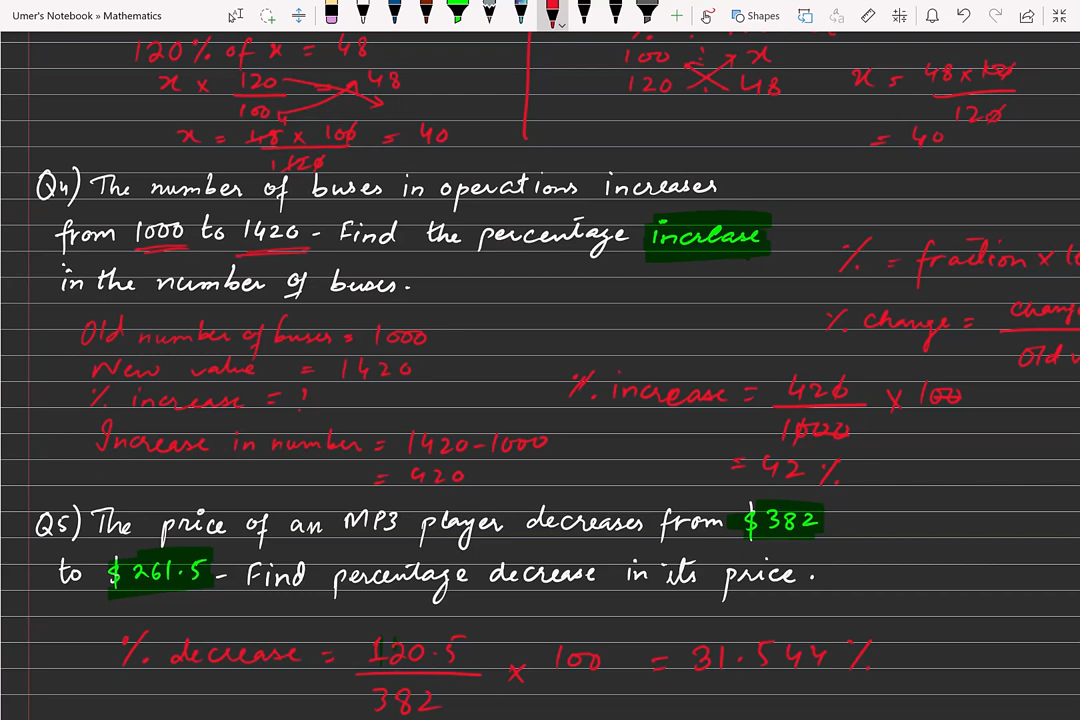 Umer's Notebook » Mathematics
Shapes
120% of x = 48
x × 120/100 = 48
x = 48 × 100/120 = 40
100 : x
120 48
x = 48 × 100/120
= 40
Q4) The number of buses in operations increases
from 1000 to 1420 - Find the percentage increase
in the number of buses.
% = fraction × 10
% change = chang/Old v
Old number of buses = 1000
New value = 1420
% increase = ?
Increase in number = 1420-1000
= 420
% increase = 420/1000 × 100
= 42 %
Q5) The price of an MP3 player decreases from $382
to $261.5 - Find percentage decrease in its price.
% decrease = 120.5/382 × 100 = 31.544 %